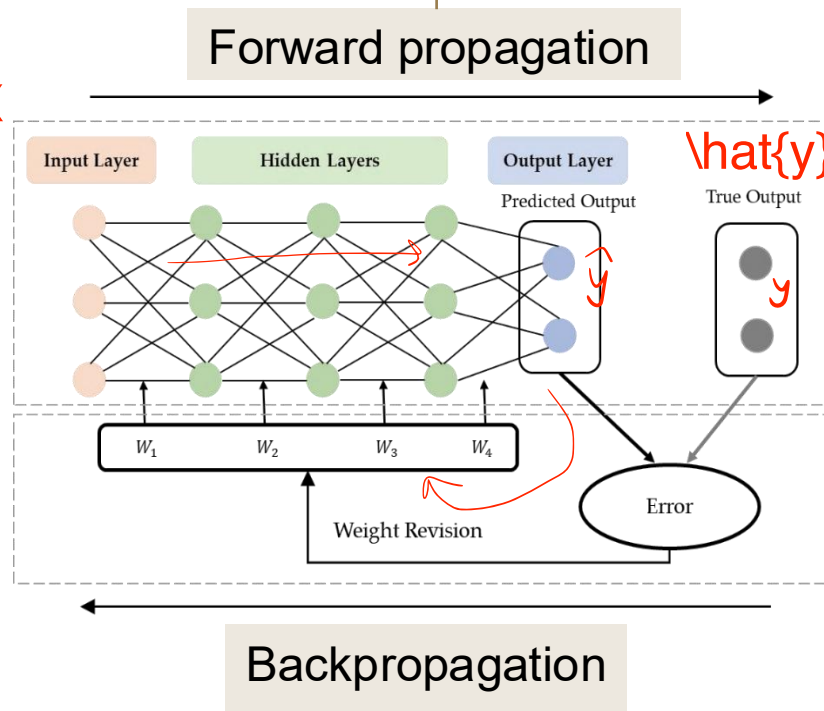 Forward propagation
Input Layer
Hidden Layers
Output Layer
\hat{y}
Predicted Output
True Output
ŷ
y
W₁
W₂
W₃
W₄
Error
Weight Revision
Backpropagation